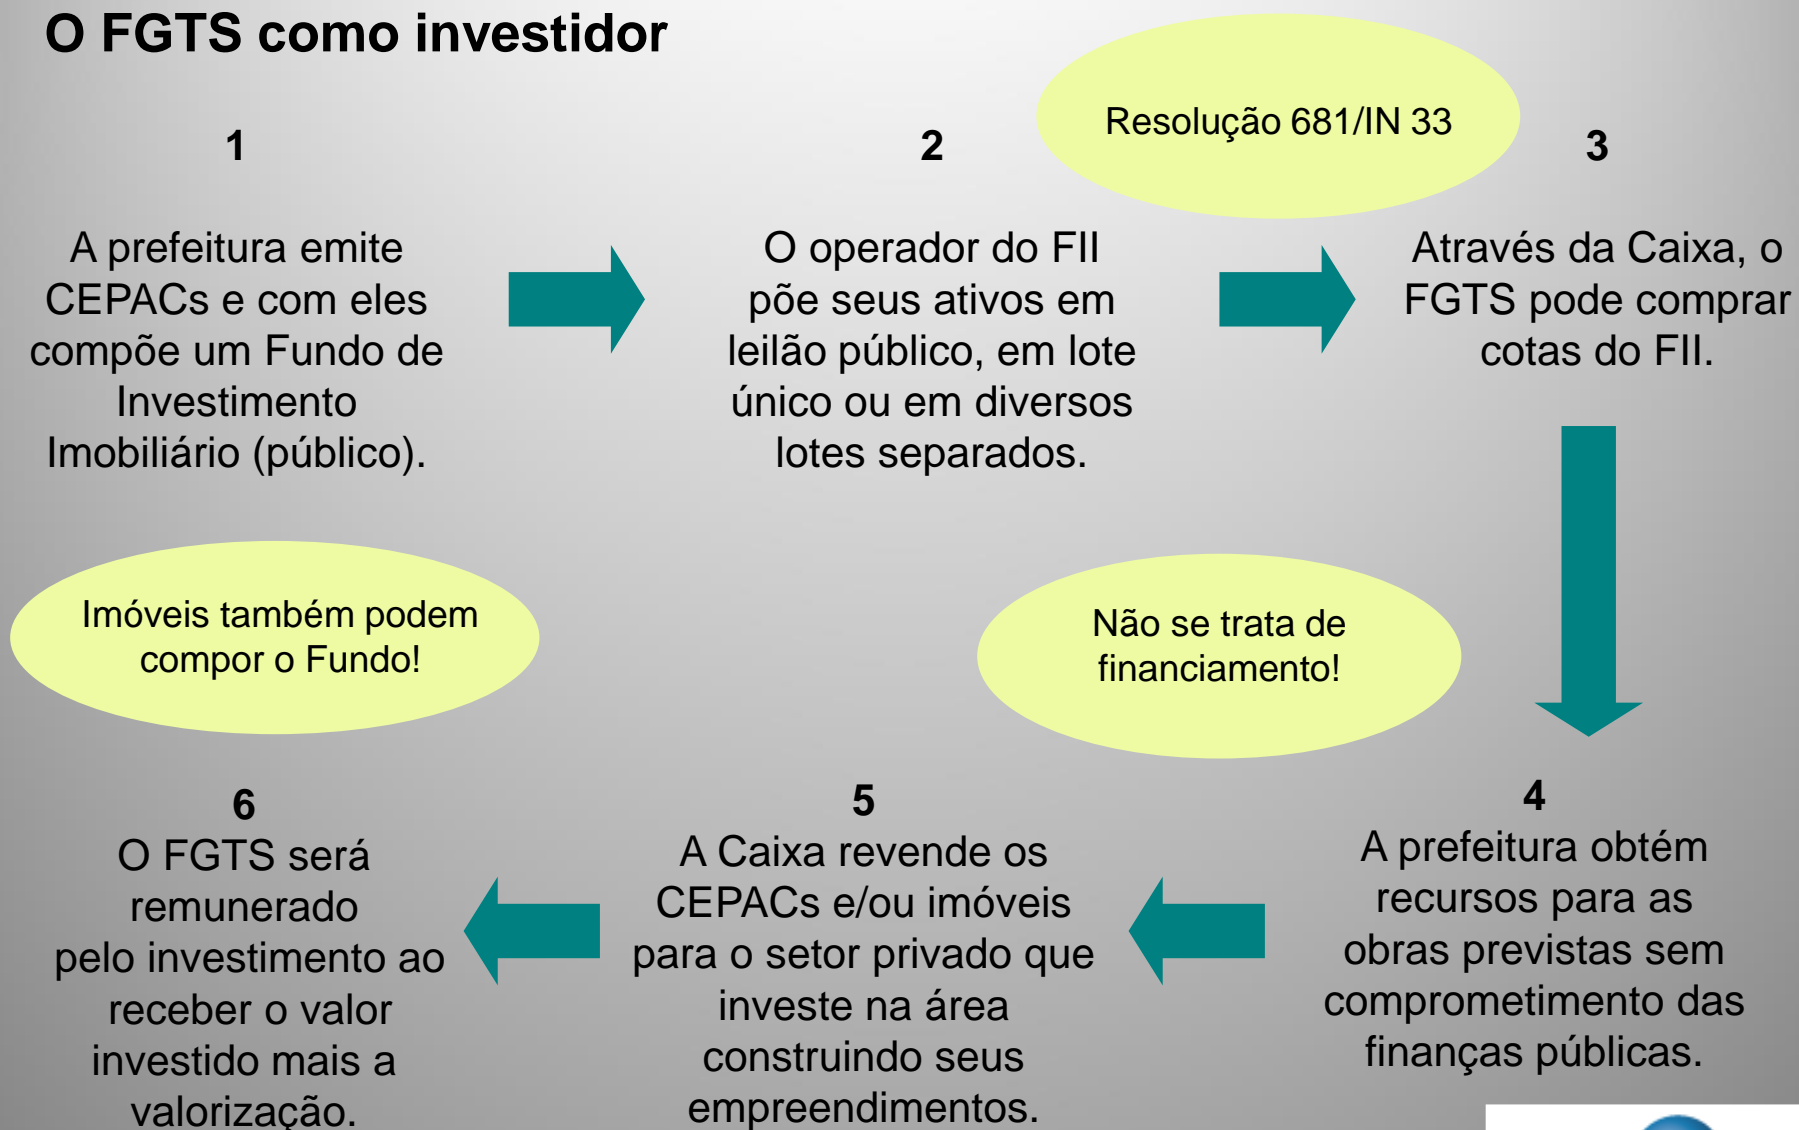 O FGTS como investidor
Resolução 681/IN 33
1
A prefeitura emite
CEPACs e com eles
compõe um Fundo de
Investimento
Imobiliário (público).
2
O operador do FII
põe seus ativos em
leilão público, em lote
único ou em diversos
lotes separados.
3
Através da Caixa, o
FGTS pode comprar
cotas do FII.
Imóveis também podem
compor o Fundo!
Não se trata de
financiamento!
4
A prefeitura obtém
recursos para as
obras previstas sem
comprometimento das
finanças públicas.
5
A Caixa revende os
CEPACs e/ou imóveis
para o setor privado que
investe na área
construindo seus
empreendimentos.
6
O FGTS será
remunerado
pelo investimento ao
receber o valor
investido mais a
valorização.